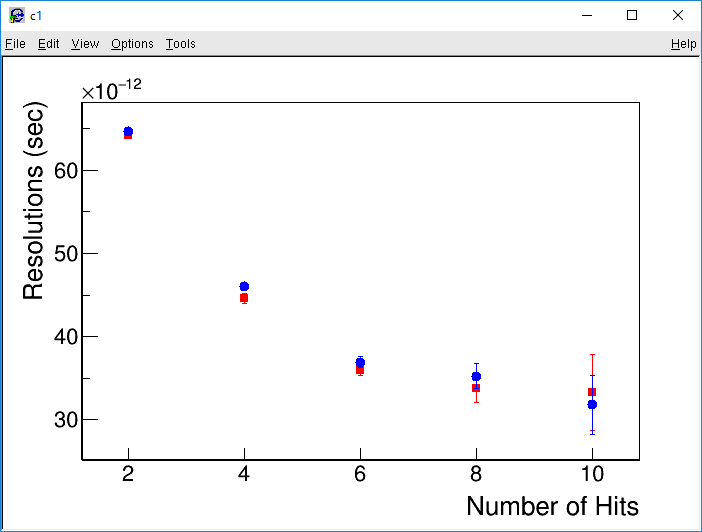 c1
File Edit View Options Tools Help
×10⁻¹²
Resolutions (sec)
60
50
40
30
2 4 6 8 10
Number of Hits